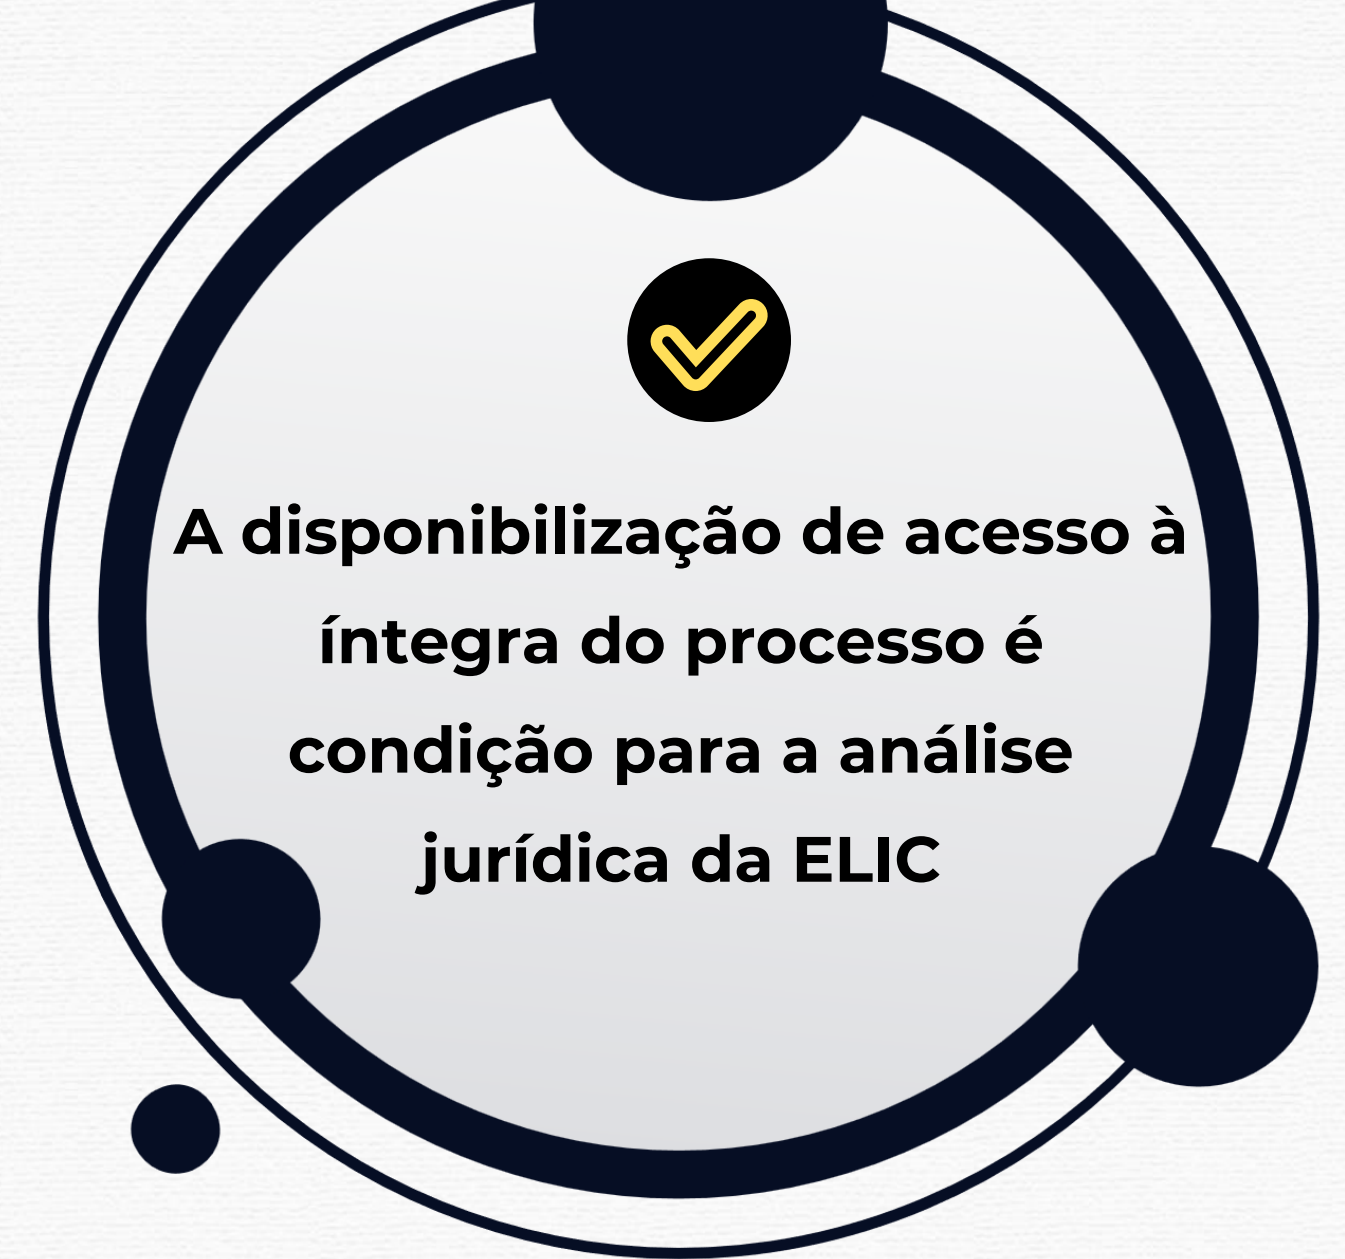 A disponibilização de acesso à
íntegra do processo é
condição para a análise
jurídica da ELIC